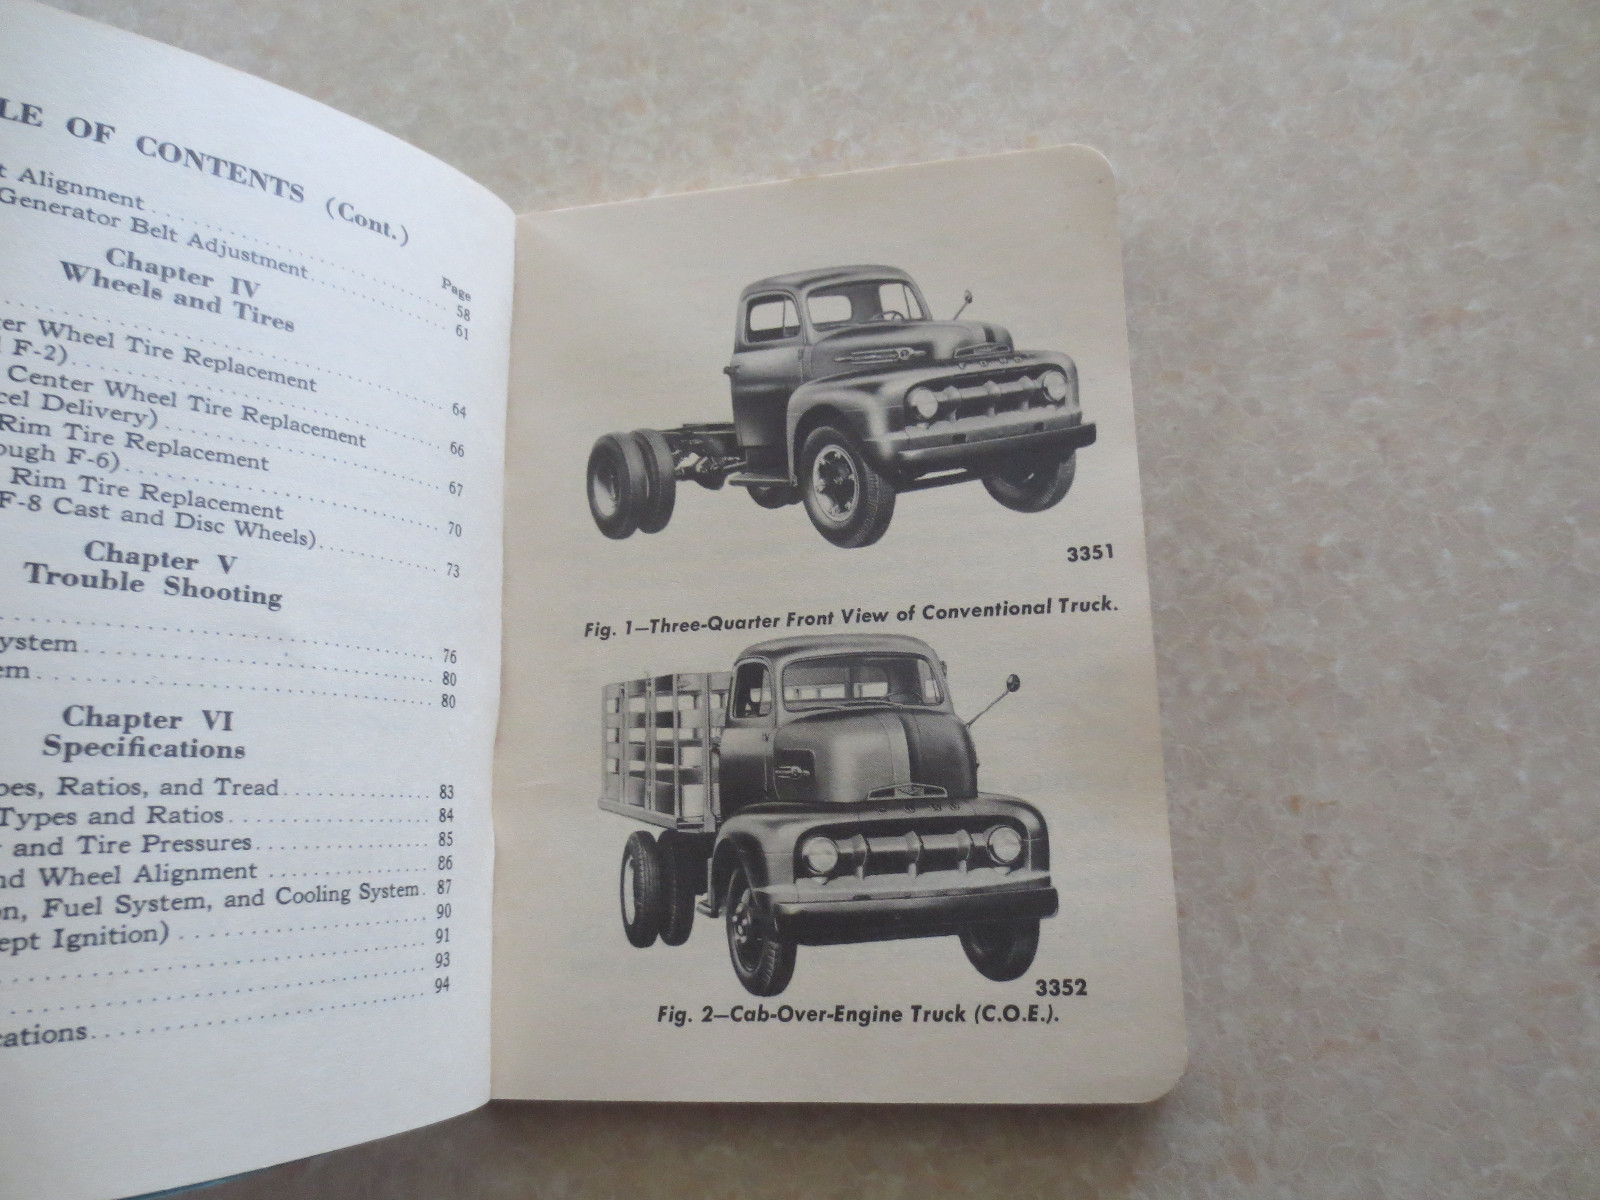 LE OF CONTENTS (Cont.)
Page
t Alignment 58
Generator Belt Adjustment 61
Chapter IV
Wheels and Tires
er Wheel Tire Replacement
F-2) 64
Center Wheel Tire Replacement
cel Delivery) 66
Rim Tire Replacement
ough F-6) 67
Rim Tire Replacement 70
F-8 Cast and Disc Wheels) 73
Chapter V
Trouble Shooting
76
ystem 80
em 80
Chapter VI
Specifications
pes, Ratios, and Tread 83
Types and Ratios 84
and Tire Pressures 85
nd Wheel Alignment 86
on, Fuel System, and Cooling System 87
ept Ignition) 90
91
93
cations 94
3351
Fig. 1—Three-Quarter Front View of Conventional Truck.
3352
Fig. 2—Cab-Over-Engine Truck (C.O.E.).